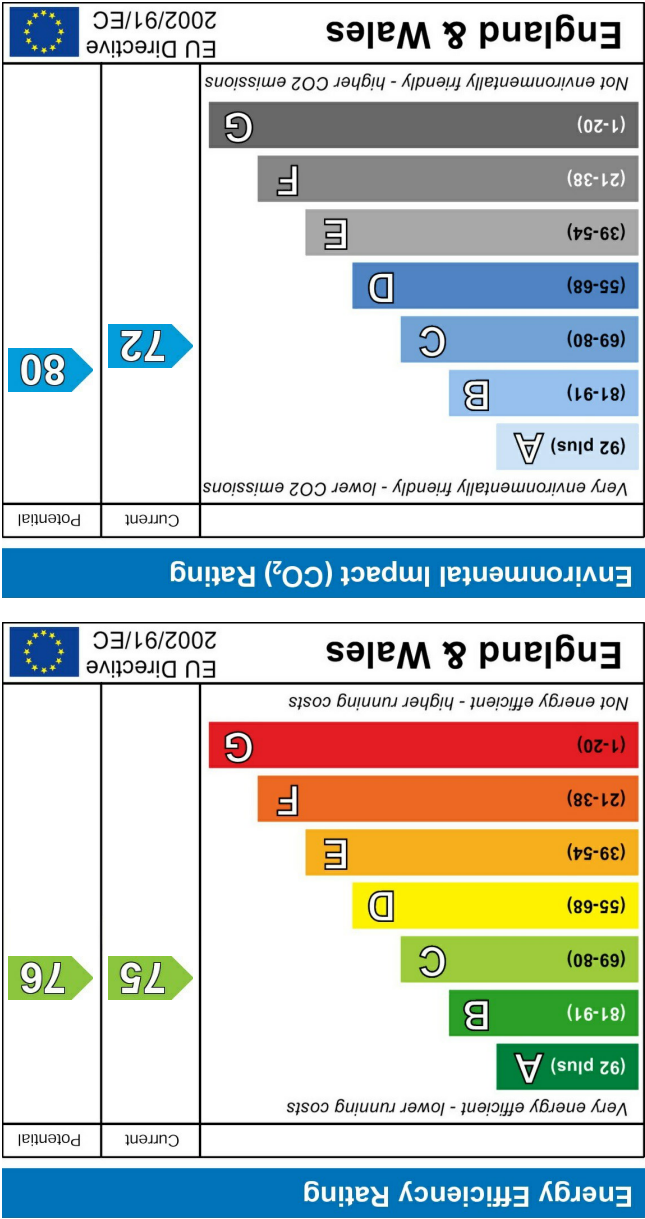 Energy Efficiency Rating
Current Potential
Very energy efficient - lower running costs
(92 plus) A
(81-91) B
(69-80) C
(55-68) D
(39-54) E
(21-38) F
(1-20) G
75 76
Not energy efficient - higher running costs
England & Wales
EU Directive
2002/91/EC
Environmental Impact (CO₂) Rating
Current Potential
Very environmentally friendly - lower CO2 emissions
(92 plus) A
(81-91) B
(69-80) C
(55-68) D
(39-54) E
(21-38) F
(1-20) G
72 80
Not environmentally friendly - higher CO2 emissions
England & Wales
EU Directive
2002/91/EC